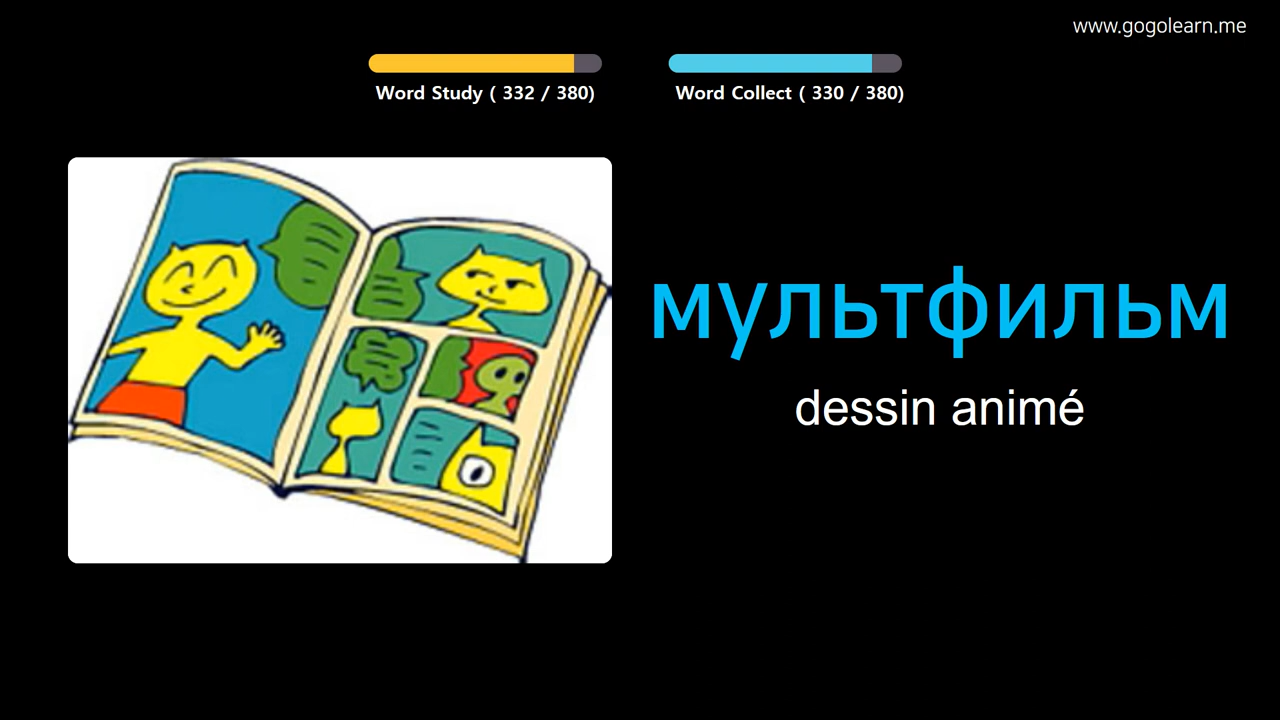 www.gogolearn.me
Word Study ( 332 / 380)
Word Collect ( 330 / 380)
мультфильм
dessin animé